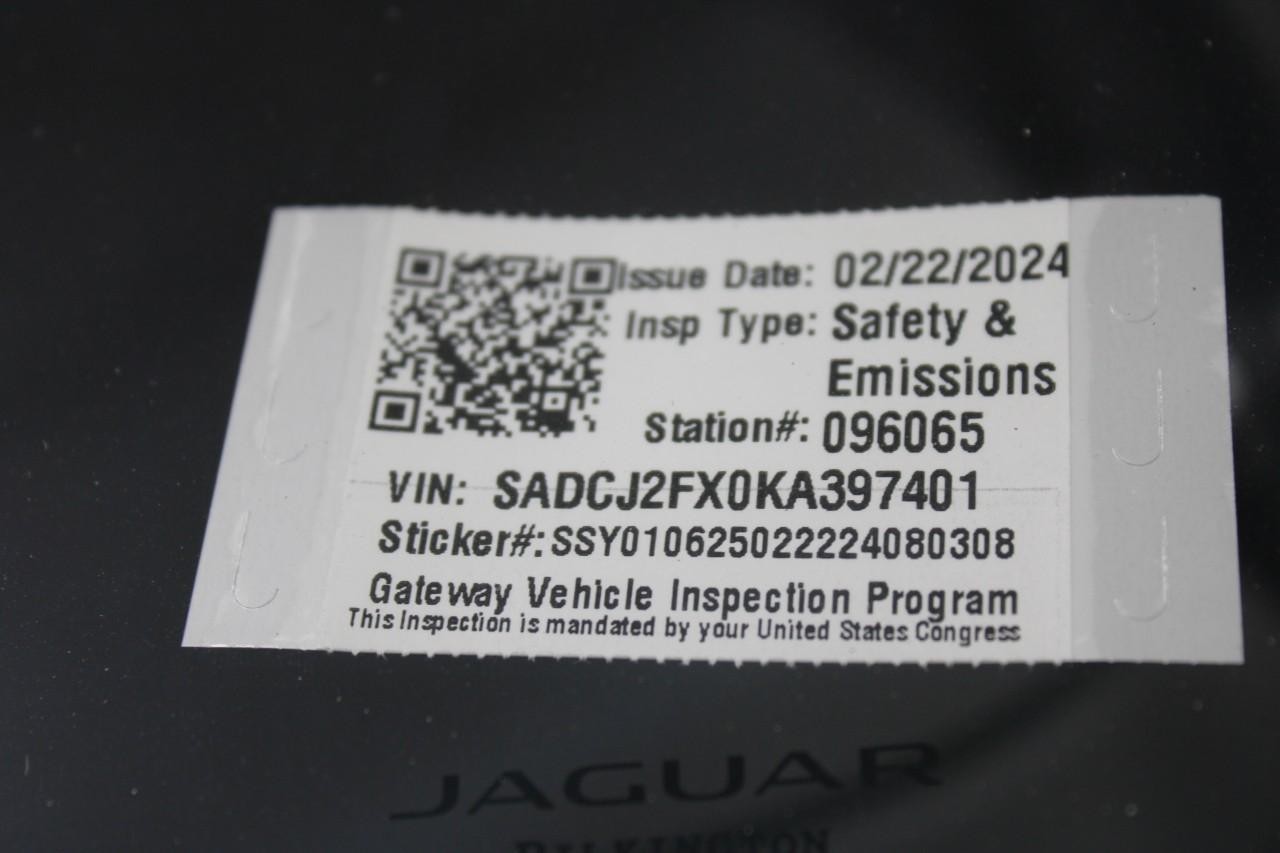 Issue Date: 02/22/2024
Insp Type: Safety &
Emissions
Station#: 096065
VIN: SADCJ2FX0KA397401
Sticker#: SSY010625022224080308
Gateway Vehicle Inspection Program
This Inspection is mandated by your United States Congress
JAGUAR
PILKINGTON